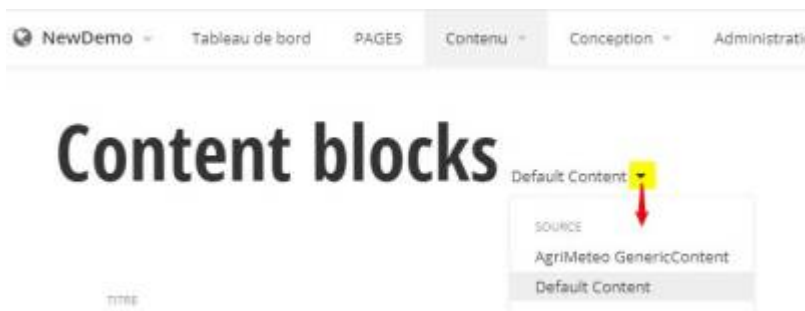 NewDemo Tableau de bord PAGES Contenu Conception Administrati
Content blocks Default Content
SOURCE
AgriMeteo GenericContent
Default Content
TITRE